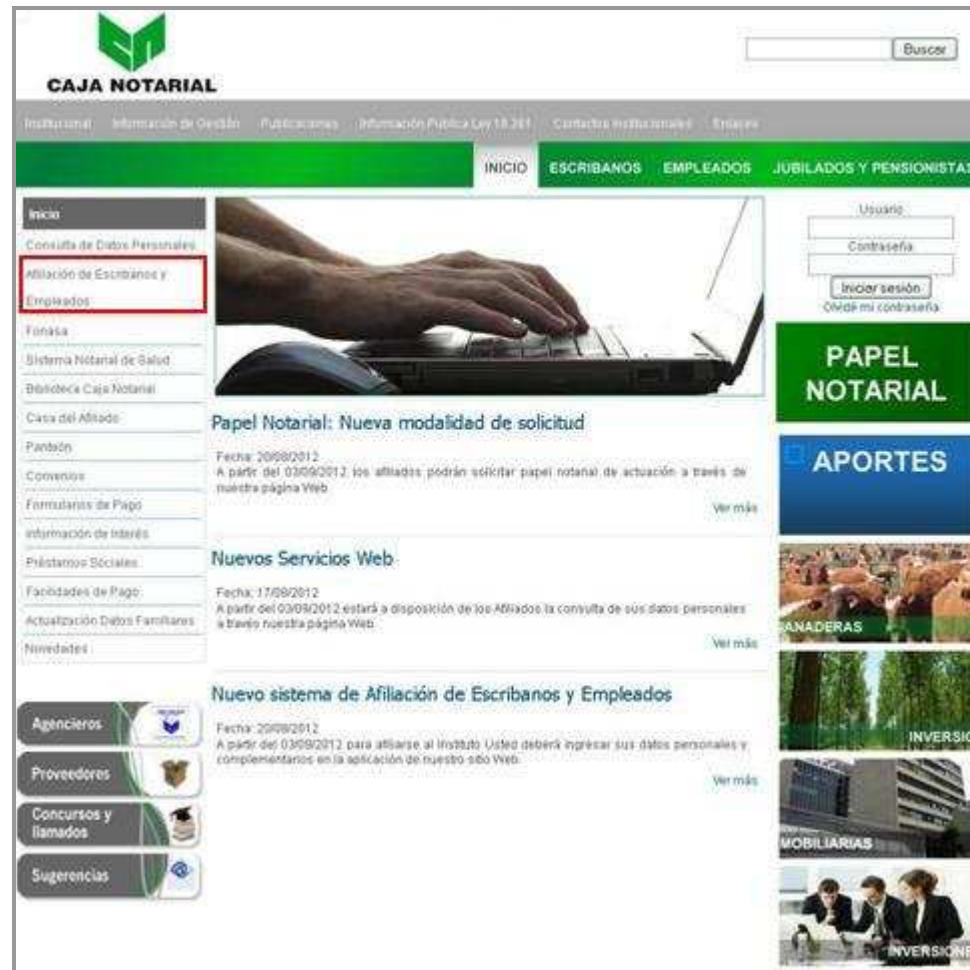 CAJA NOTARIAL
Buscar
Institucional Información de Gestión Publicaciones Información Pública Ley 18.381 Contactos Institucionales Enlaces
INICIO ESCRIBANOS EMPLEADOS JUBILADOS Y PENSIONISTAS
Inicio
Consulta de Datos Personales
Afiliación de Escribanos y
Empleados
Fonasa
Sistema Notarial de Salud
Biblioteca Caja Notarial
Casa del Afiliado
Panteón
Convenios
Formularios de Pago
Información de Interés
Préstamos Sociales
Facilidades de Pago
Actualización Datos Familiares
Novedades
Agencieros
Proveedores
Concursos y
llamados
Sugerencias
Papel Notarial: Nueva modalidad de solicitud
Fecha: 20/08/2012
A partir del 03/09/2012 los afiliados podrán solicitar papel notarial de actuación a través de
nuestra página Web.
Ver más
Nuevos Servicios Web
Fecha: 17/08/2012
A partir del 03/09/2012 estará a disposición de los Afiliados la consulta de sus datos personales
a través nuestra página Web.
Ver más
Nuevo sistema de Afiliación de Escribanos y Empleados
Fecha: 20/08/2012
A partir del 03/09/2012 para afiliarse al Instituto Usted deberá ingresar sus datos personales y
complementarios en la aplicación de nuestro sitio Web.
Ver más
Usuario
Contraseña
Iniciar sesión
Olvidé mi contraseña
PAPEL
NOTARIAL
APORTES
GANADERAS
INVERSIO
MOBILIARIAS
INVERSIONE